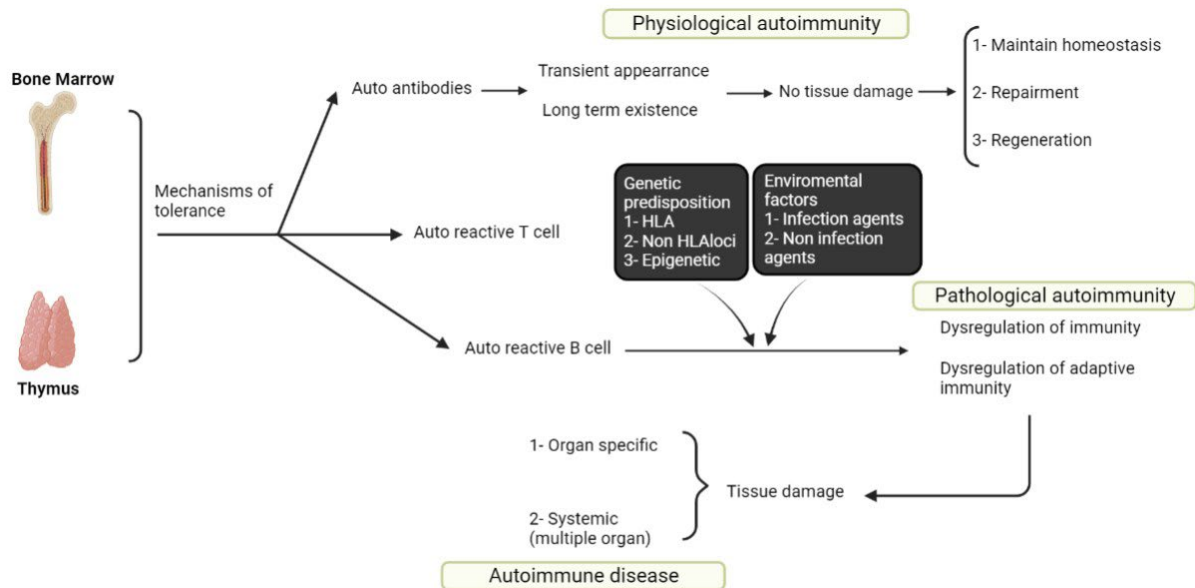 Physiological autoimmunity
Bone Marrow
Thymus
Mechanisms of
tolerance
Auto antibodies
Transient appearrance
Long term existence
No tissue damage
1- Maintain homeostasis
2- Repairment
3- Regeneration
Auto reactive T cell
Genetic
predisposition
1- HLA
2- Non HLAloci
3- Epigenetic
Enviromental
factors
1- Infection agents
2- Non infection
agents
Auto reactive B cell
Pathological autoimmunity
Dysregulation of immunity
Dysregulation of adaptive
immunity
Tissue damage
1- Organ specific
2- Systemic
(multiple organ)
Autoimmune disease